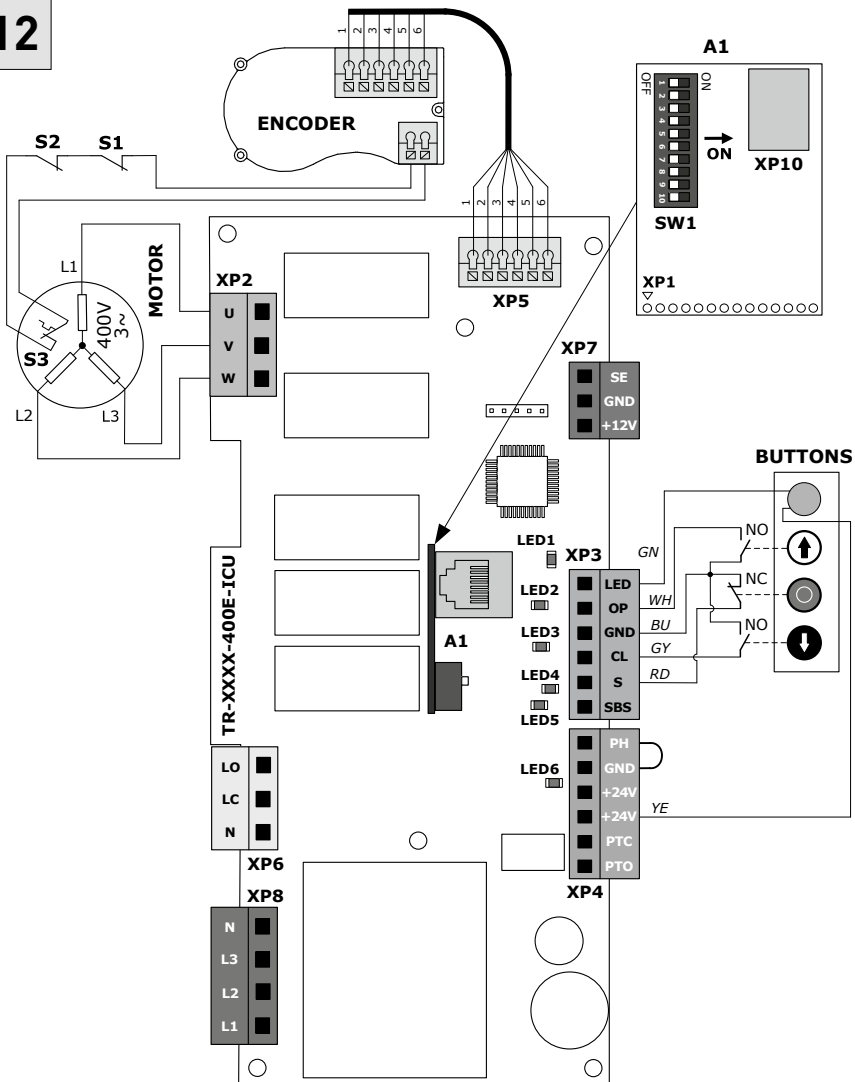 12
1 2 3 4 5 6
ENCODER
S2 S1
1 2 3 4 5 6
XP5
A1
OFF
ON
1
2
3
4
5
6
7
8
9
10
ON
SW1
XP10
XP1
MOTOR
L1
400V
3~
S3
L2
L3
XP2
U
V
W
XP7
SE
GND
+12V
TR-XXXX-400E-ICU
LED1
LED2
LED3
LED4
LED5
LED6
A1
XP3
LED
OP
GND
CL
S
SBS
GN
WH
BU
GY
RD
BUTTONS
NO
NC
NO
PH
GND
+24V
+24V
PTC
PTO
YE
XP4
LO
LC
N
XP6
XP8
N
L3
L2
L1